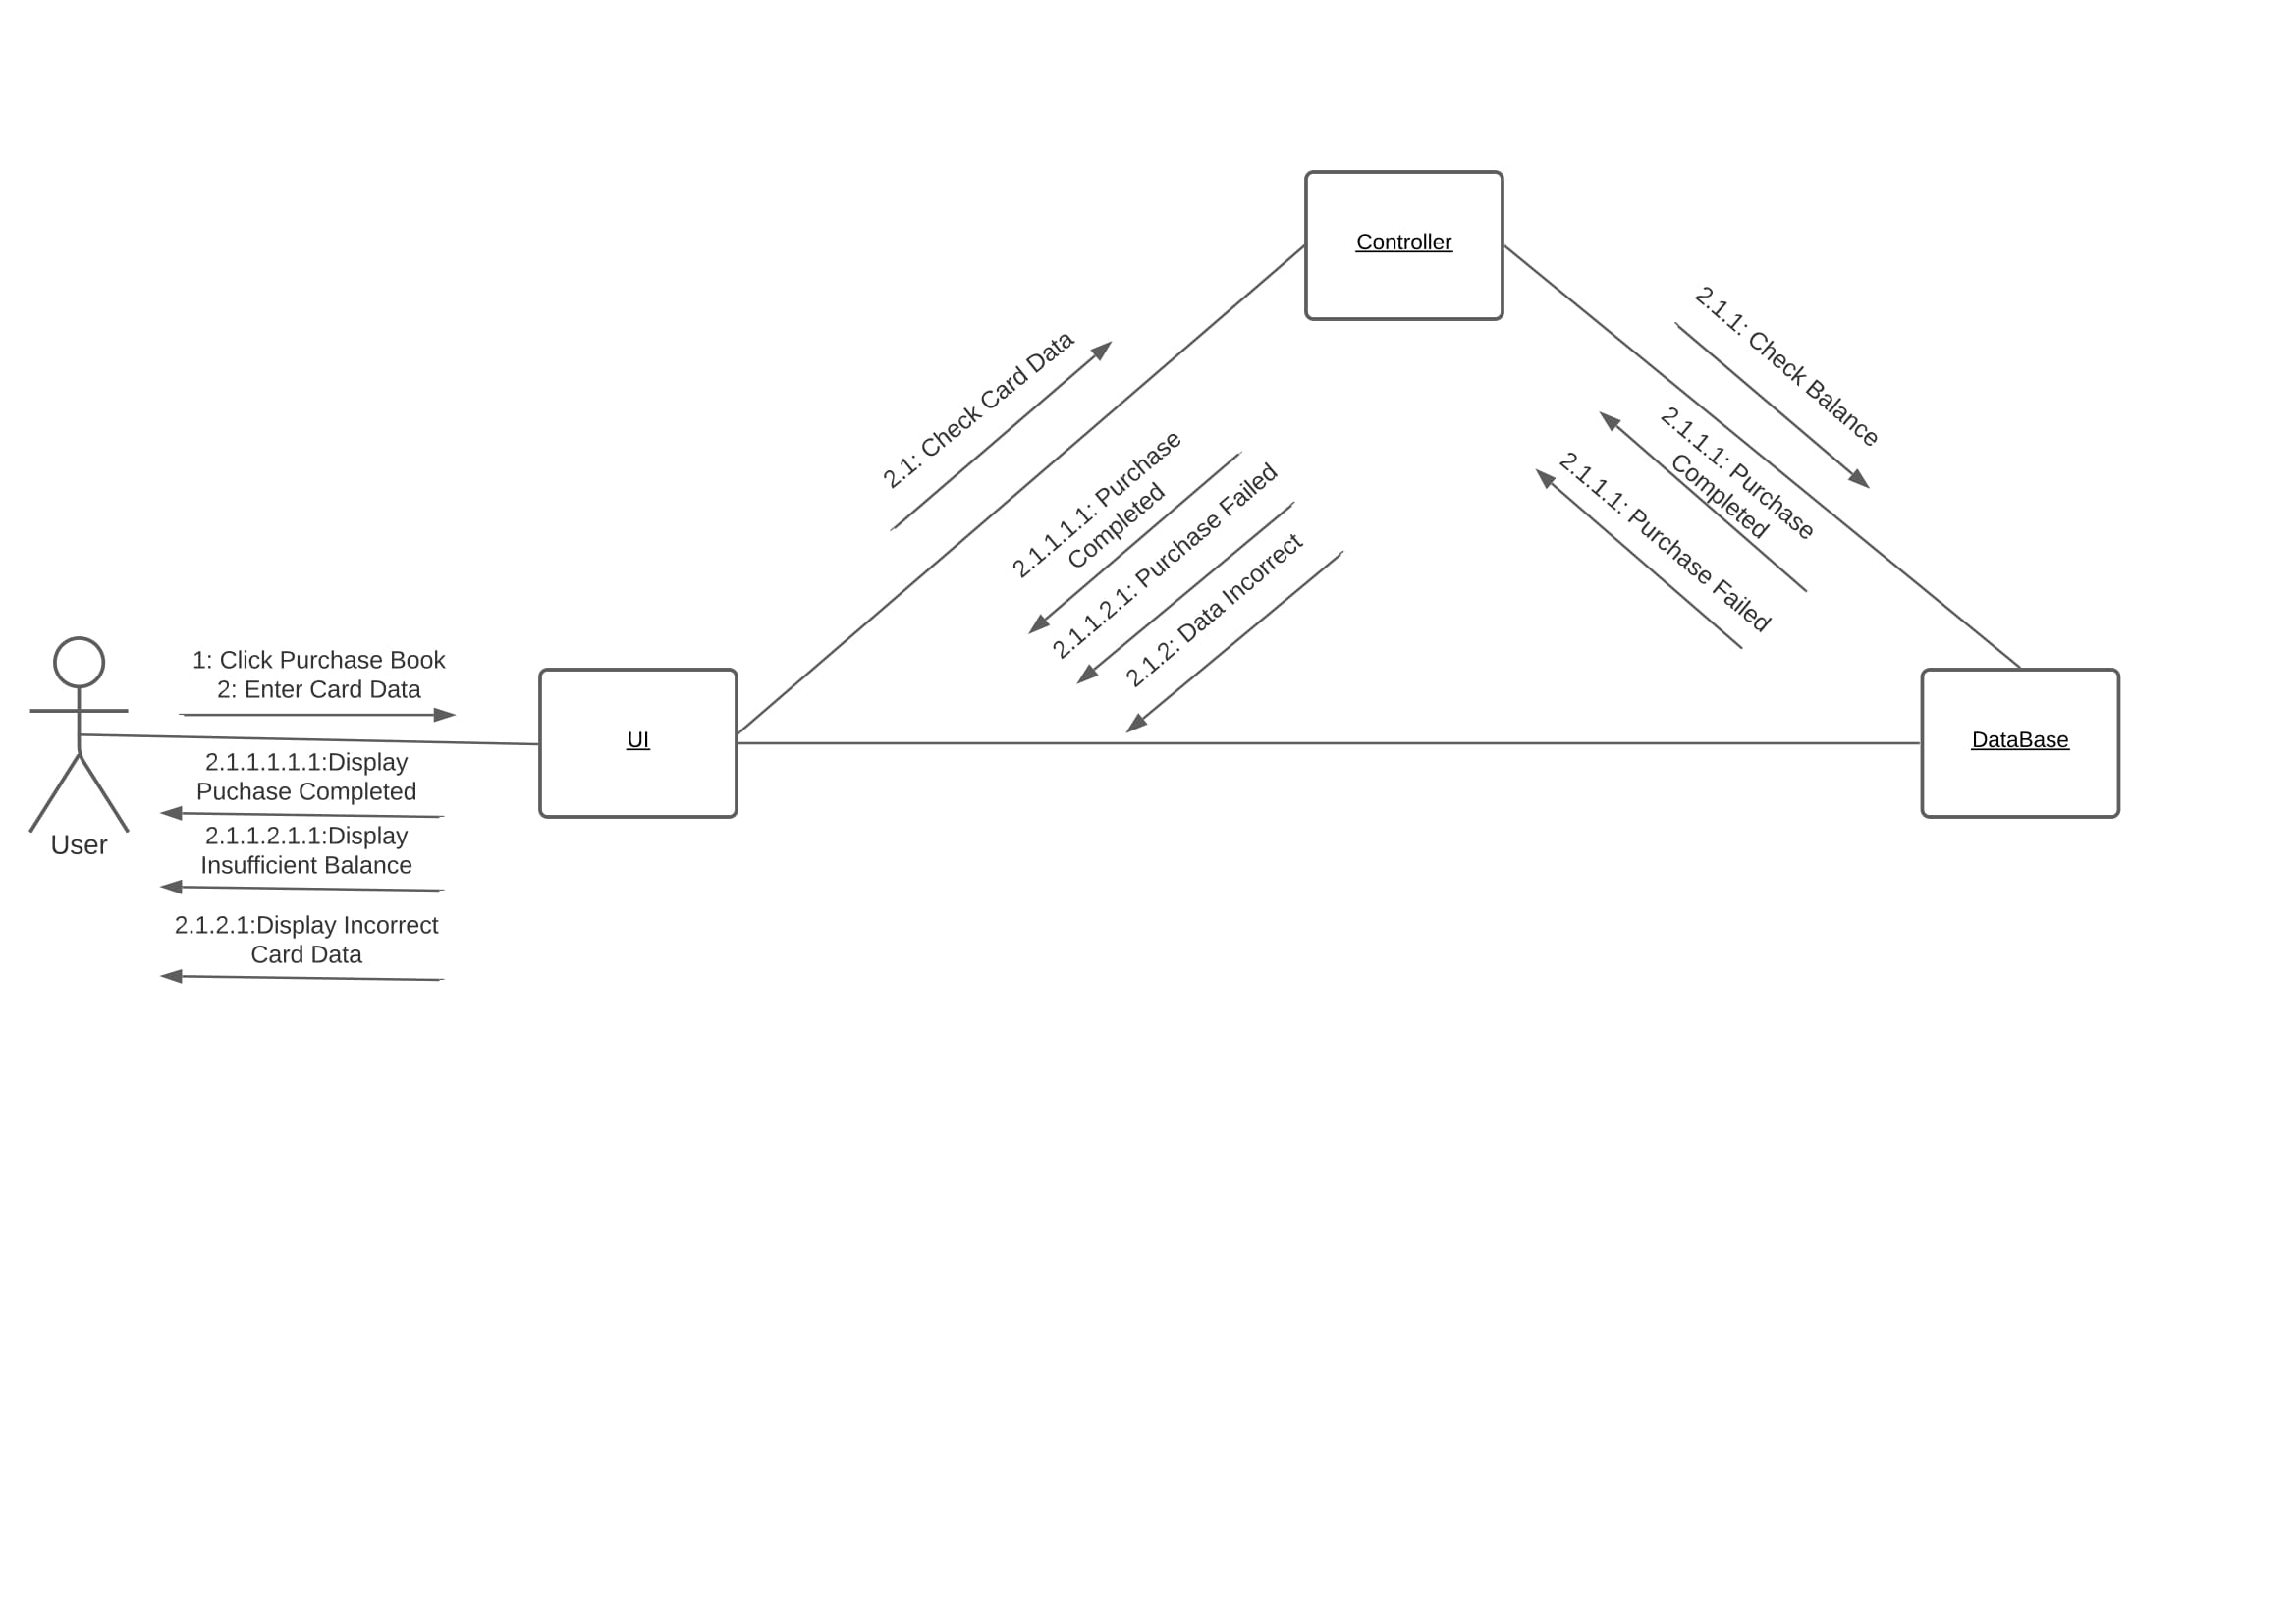 Controller
2.1.1: Check Balance
2.1: Check Card Data
2.1.1.1: Purchase
Completed
2.1.1.1: Purchase Failed
2.1.1.1.1: Purchase
Completed
2.1.1.2.1: Purchase Failed
2.1.2: Data Incorrect
1: Click Purchase Book
2: Enter Card Data
UI
DataBase
2.1.1.1.1.1:Display
Puchase Completed
User
2.1.1.2.1.1:Display
Insufficient Balance
2.1.2.1:Display Incorrect
Card Data